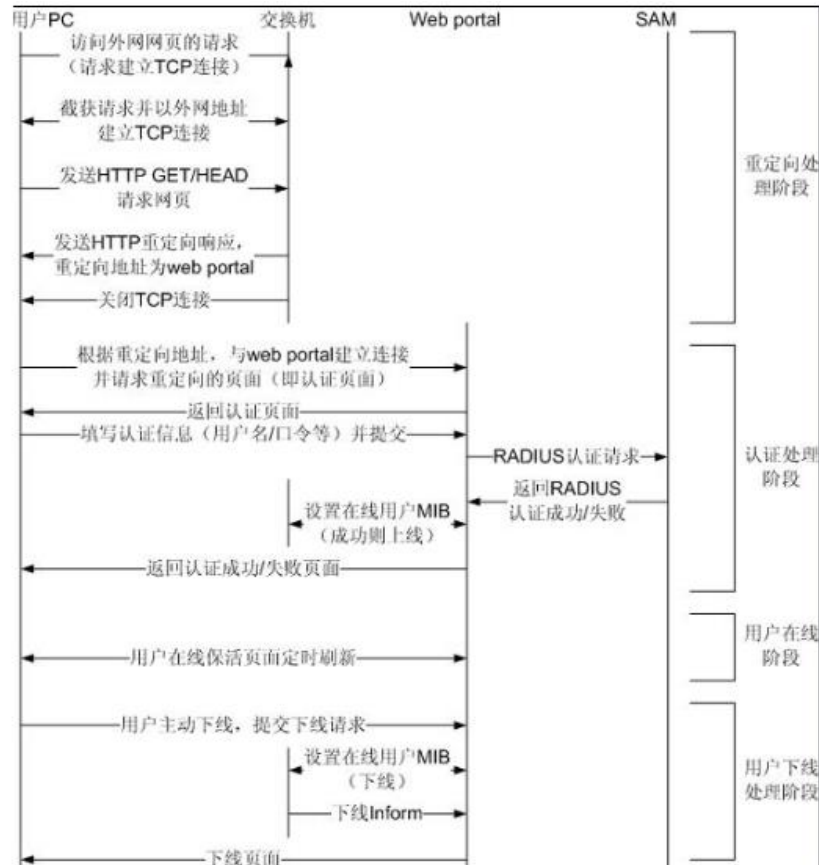 用户PC
交换机
Web portal
SAM
访问外网网页的请求
（请求建立TCP连接）
截获请求并以外网地址
建立TCP连接
发送HTTP GET/HEAD
请求网页
发送HTTP重定向响应，
重定向地址为web portal
关闭TCP连接
重定向处
理阶段
根据重定向地址，与web portal建立连接
并请求重定向的页面（即认证页面）
返回认证页面
填写认证信息（用户名/口令等）并提交
RADIUS认证请求
返回RADIUS
认证成功/失败
设置在线用户MIB
（成功则上线）
返回认证成功/失败页面
认证处理
阶段
用户在线保活页面定时刷新
用户在线
阶段
用户主动下线，提交下线请求
设置在线用户MIB
（下线）
下线Inform
下线页面
用户下线
处理阶段